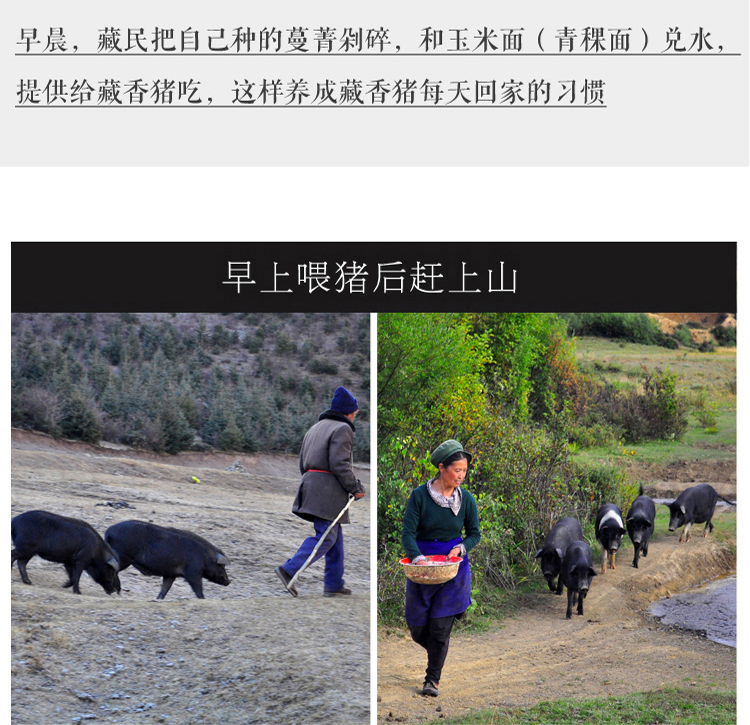 早晨，藏民把自己种的蔓菁剁碎，和玉米面（青稞面）兑水，
提供给藏香猪吃，这样养成藏香猪每天回家的习惯
早上喂猪后赶上山